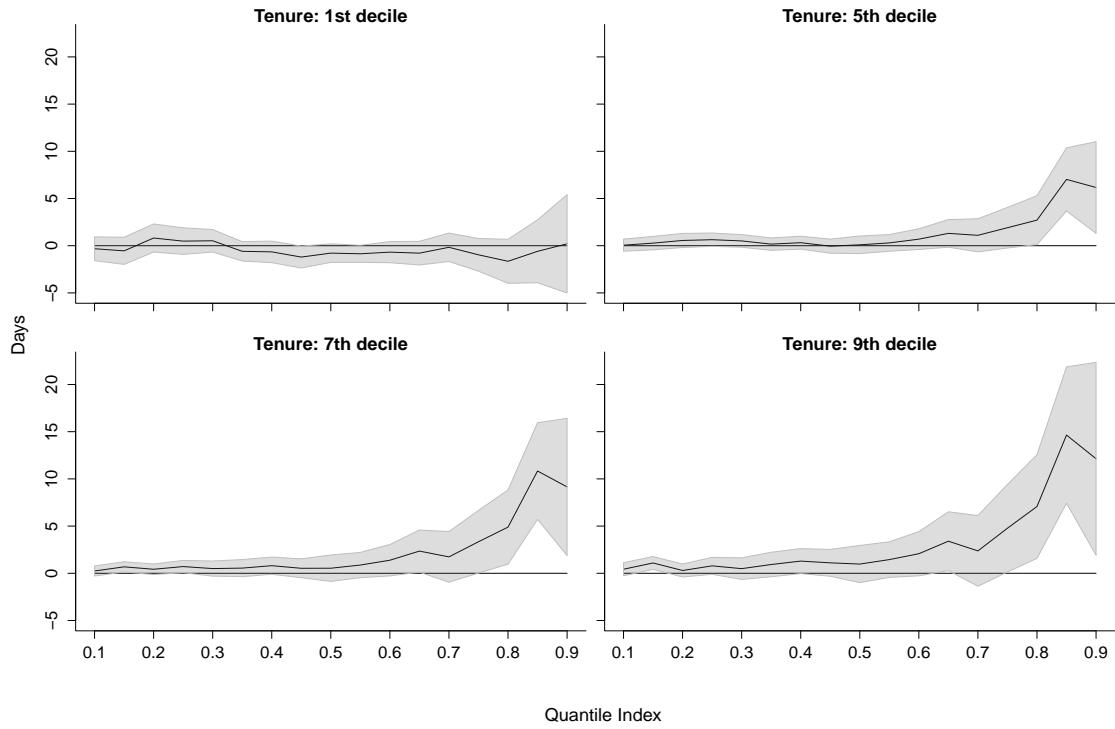 Tenure: 1st decile
Tenure: 5th decile
20
15
10
5
0
−5
Tenure: 7th decile
Tenure: 9th decile
20
15
10
5
0
−5
Days
0.1 0.2 0.3 0.4 0.5 0.6 0.7 0.8 0.9
0.1 0.2 0.3 0.4 0.5 0.6 0.7 0.8 0.9
Quantile Index